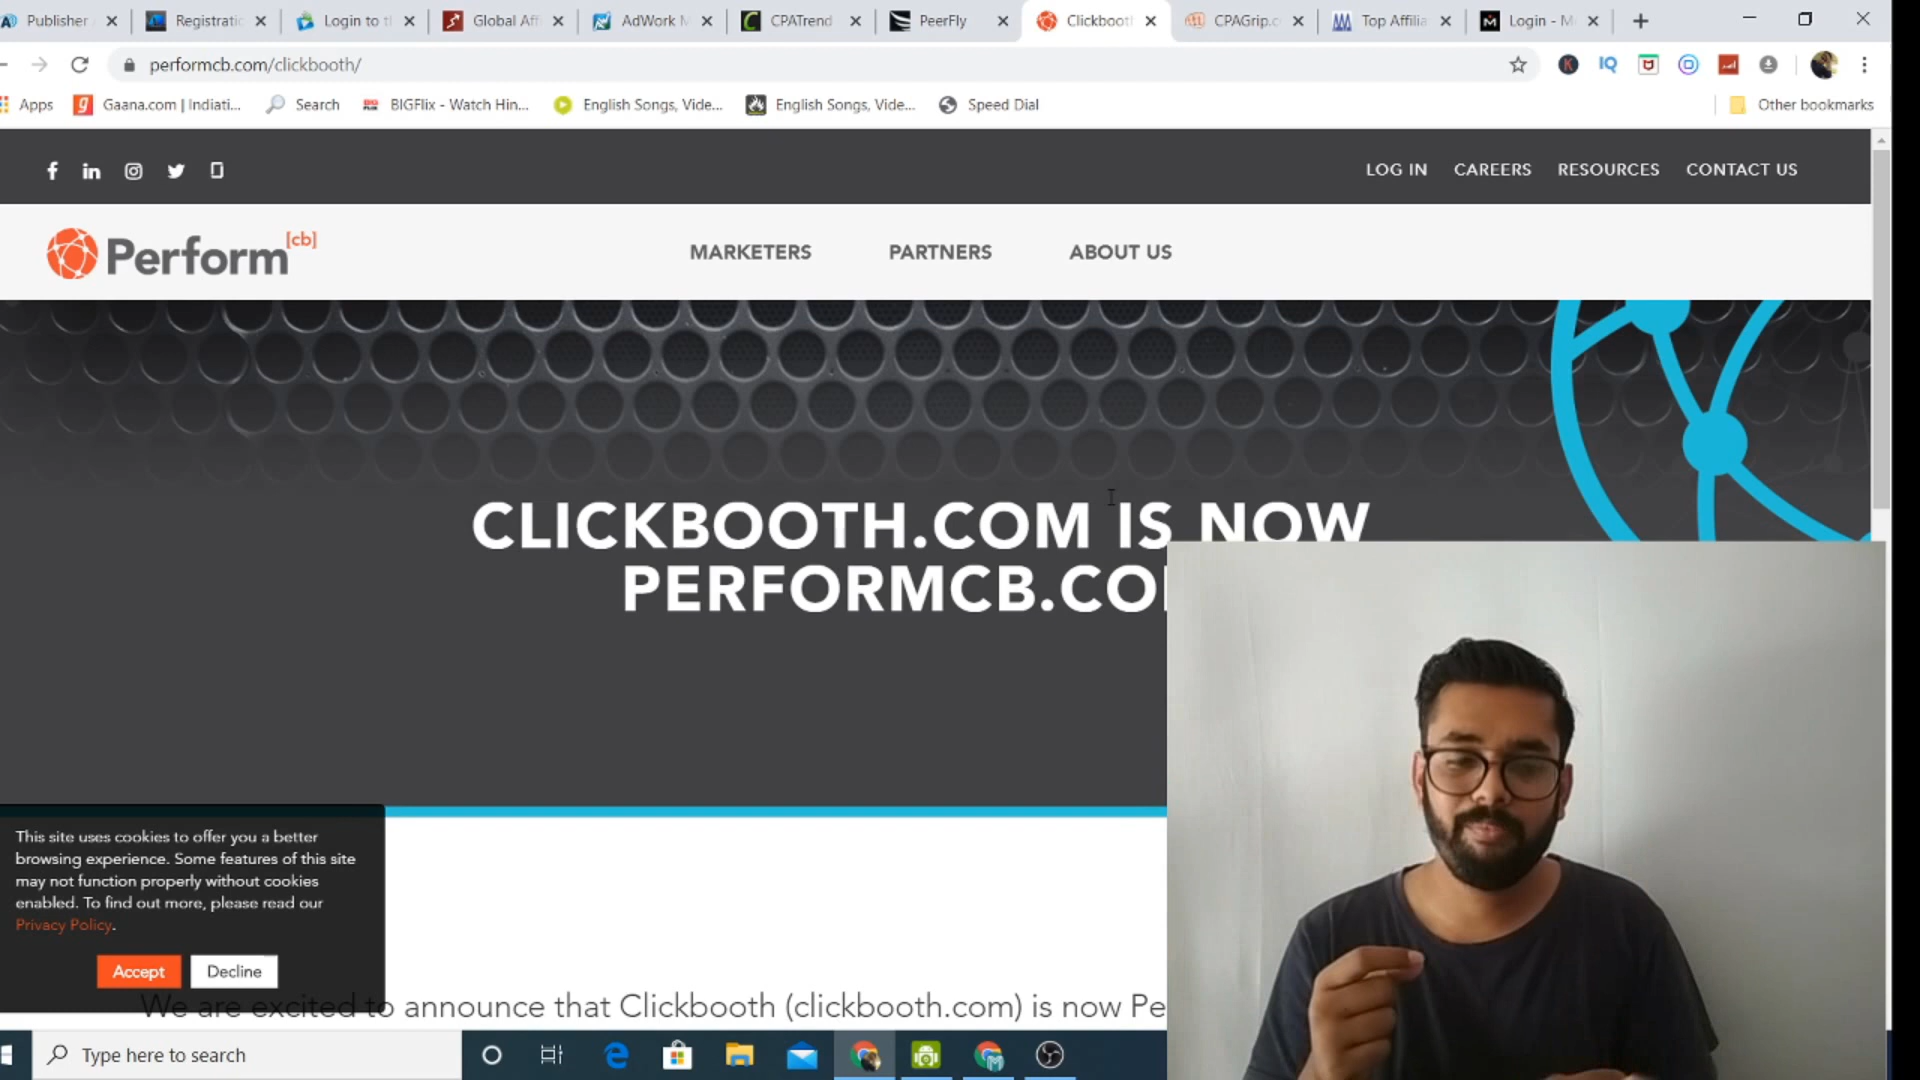 Publisher
Registratio
Login to t
Global Aff
AdWork M
CPATrend
PeerFly
Clickboot
CPAGrip.c
Top Affilia
Login - M
performcb.com/clickbooth/
Apps
Gaana.com | Indiati...
Search
BIGFlix - Watch Hin...
English Songs, Vide...
English Songs, Vide...
Speed Dial
Other bookmarks
LOG IN CAREERS RESOURCES CONTACT US
Perform[cb]
MARKETERS PARTNERS ABOUT US
CLICKBOOTH.COM IS NOW
PERFORMCB.CO
This site uses cookies to offer you a better
browsing experience. Some features of this site
may not function properly without cookies
enabled. To find out more, please read our
Privacy Policy.
Accept Decline
We are excited to announce that Clickbooth (clickbooth.com) is now Pe
Type here to search